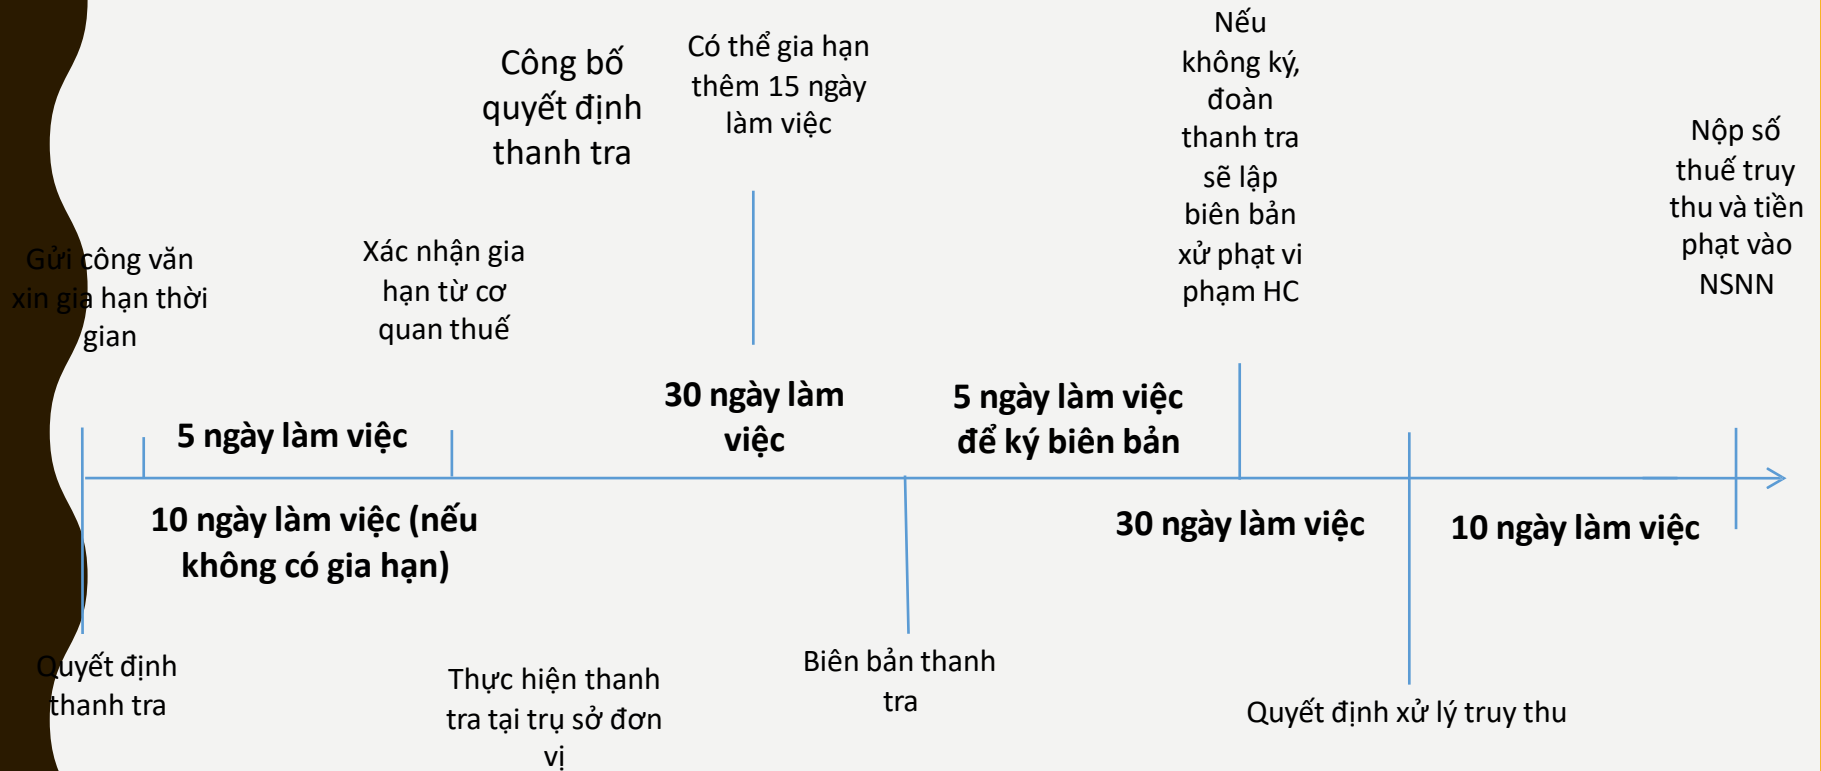 Công bố
quyết định
thanh tra
Có thể gia hạn
thêm 15 ngày
làm việc
Nếu
không ký,
đoàn
thanh tra
sẽ lập
biên bản
xử phạt vi
phạm HC
Nộp số
thuế truy
thu và tiền
phạt vào
NSNN
Gửi công văn
xin gia hạn thời
gian
Xác nhận gia
hạn từ cơ
quan thuế
5 ngày làm việc
30 ngày làm
việc
5 ngày làm việc
để ký biên bản
10 ngày làm việc (nếu
không có gia hạn)
30 ngày làm việc
10 ngày làm việc
Quyết định
thanh tra
Thực hiện thanh
tra tại trụ sở đơn
vị
Biên bản thanh
tra
Quyết định xử lý truy thu